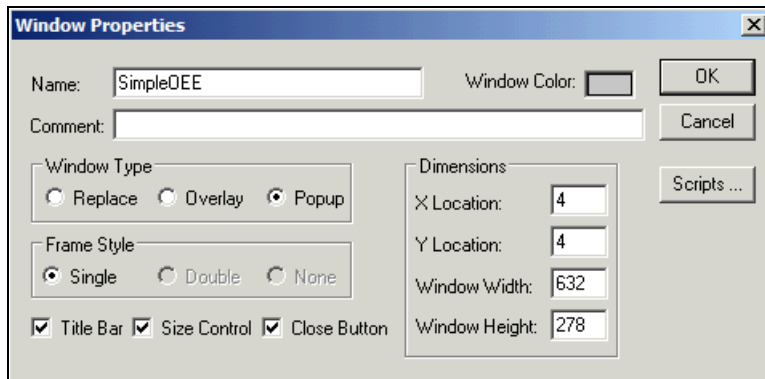 Window Properties
Name: SimpleOEE Window Color: OK
Comment: Cancel
Window Type Dimensions Scripts ...
Replace Overlay Popup X Location: 4
Frame Style Y Location: 4
Single Double None Window Width: 632
Title Bar Size Control Close Button Window Height: 278